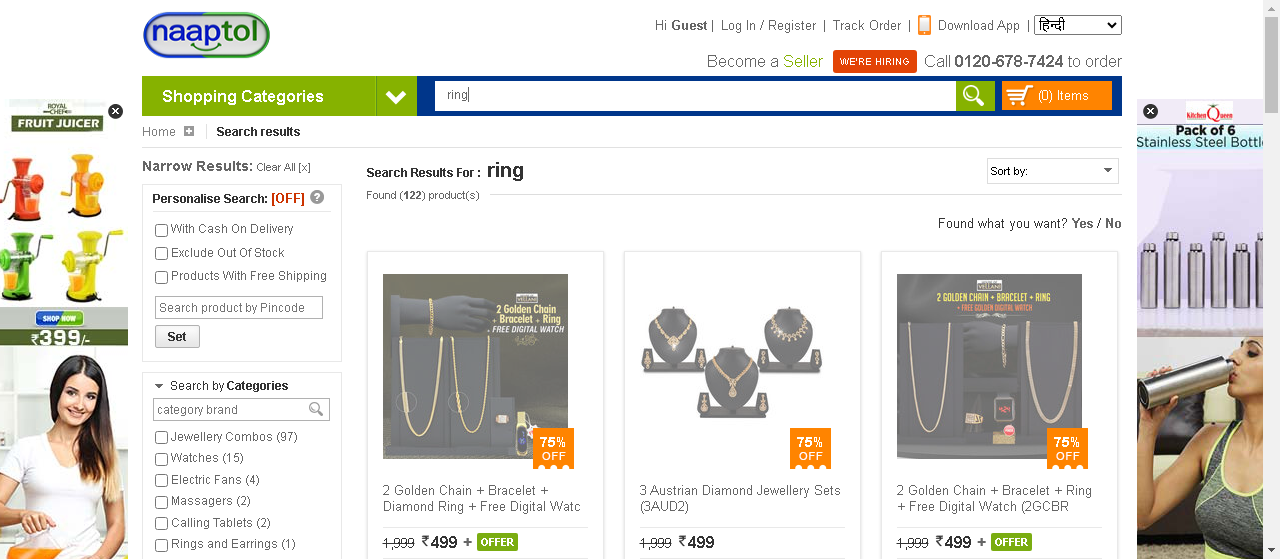 naaptol
Hi Guest | Log In / Register | Track Order | Download App | हिन्दी
Become a Seller WE'RE HIRING Call 0120-678-7424 to order
Shopping Categories
ring
(0) Items
Home Search results
Narrow Results: Clear All [x]
Personalise Search: [OFF] ?
With Cash On Delivery
Exclude Out Of Stock
Products With Free Shipping
Search product by Pin
Set
Search by Categories
category brand
Jewellery Combos (97)
Watches (15)
Electric Fans (4)
Massagers (2)
Calling Tablets (2)
Rings and Earrings (1)
Search Results For : ring
Found (122) product(s)
Sort by:
Found what you want? Yes / No
2 Golden Chain
+ Bracelet + Ring
+ FREE DIGITAL WATCH
75%
OFF
2 Golden Chain + Bracelet +
Diamond Ring + Free Digital Watc
1,999 ₹499 + OFFER
75%
OFF
3 Austrian Diamond Jewellery Sets
(3AUD2)
1,999 ₹499
2 GOLDEN CHAIN + BRACELET + RING
+ FREE GOLDEN DIGITAL WATCH
75%
OFF
2 Golden Chain + Bracelet + Ring
+ Free Digital Watch (2GCBR
1,999 ₹499 + OFFER
ROYAL
CHEF
FRUIT JUICER
SHOP NOW
₹399/-
Kitchen Queen
Pack of 6
Stainless Steel Bottle